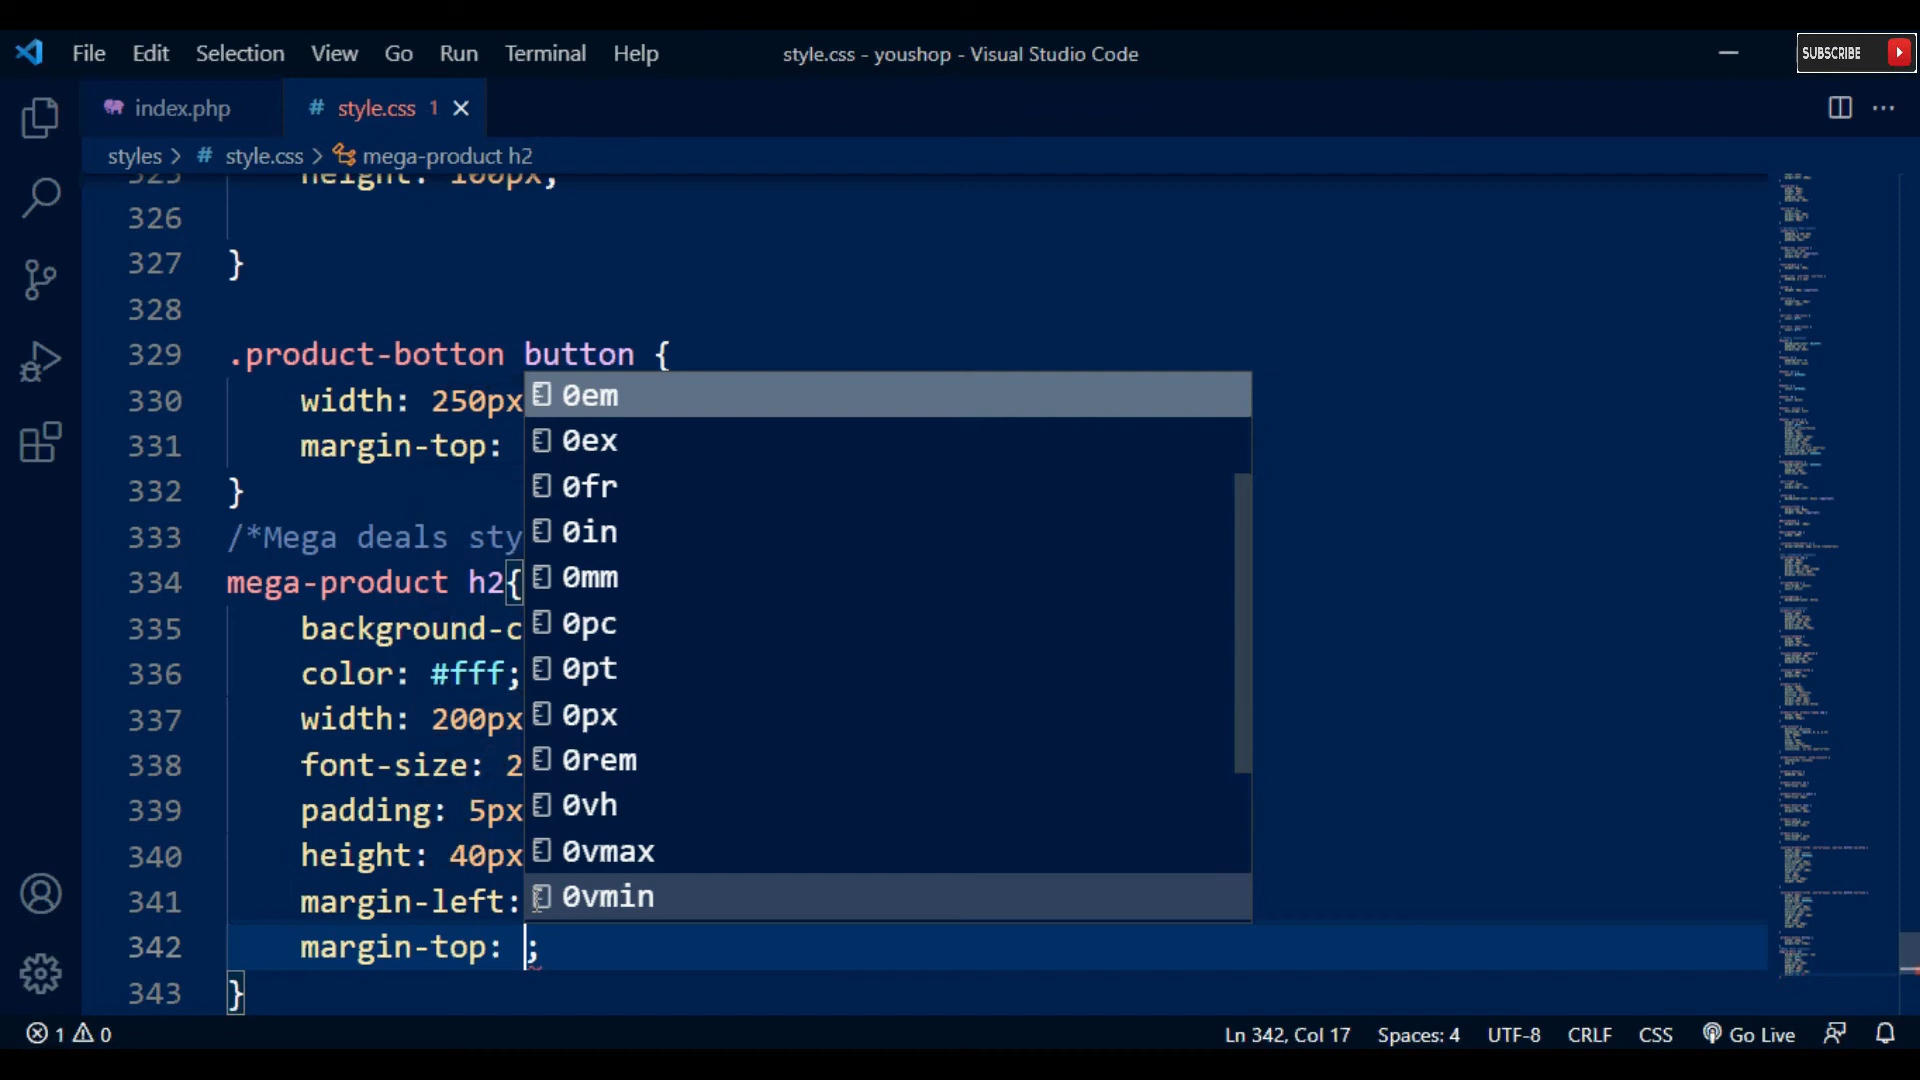 File Edit Selection View Go Run Terminal Help style.css - youshop - Visual Studio Code SUBSCRIBE
index.php # style.css 1
styles > # style.css > mega-product h2
325 height: 100px;
326
327 }
328
329 .product-botton button {
330 width: 250px
331 margin-top:
332 }
333 /*Mega deals sty
334 mega-product h2{
335 background-c
336 color: #fff;
337 width: 200px
338 font-size: 2
339 padding: 5px
340 height: 40px
341 margin-left:
342 margin-top: ;
343 }
0em
0ex
0fr
0in
0mm
0pc
0pt
0px
0rem
0vh
0vmax
0vmin
1 0 Ln 342, Col 17 Spaces: 4 UTF-8 CRLF CSS Go Live